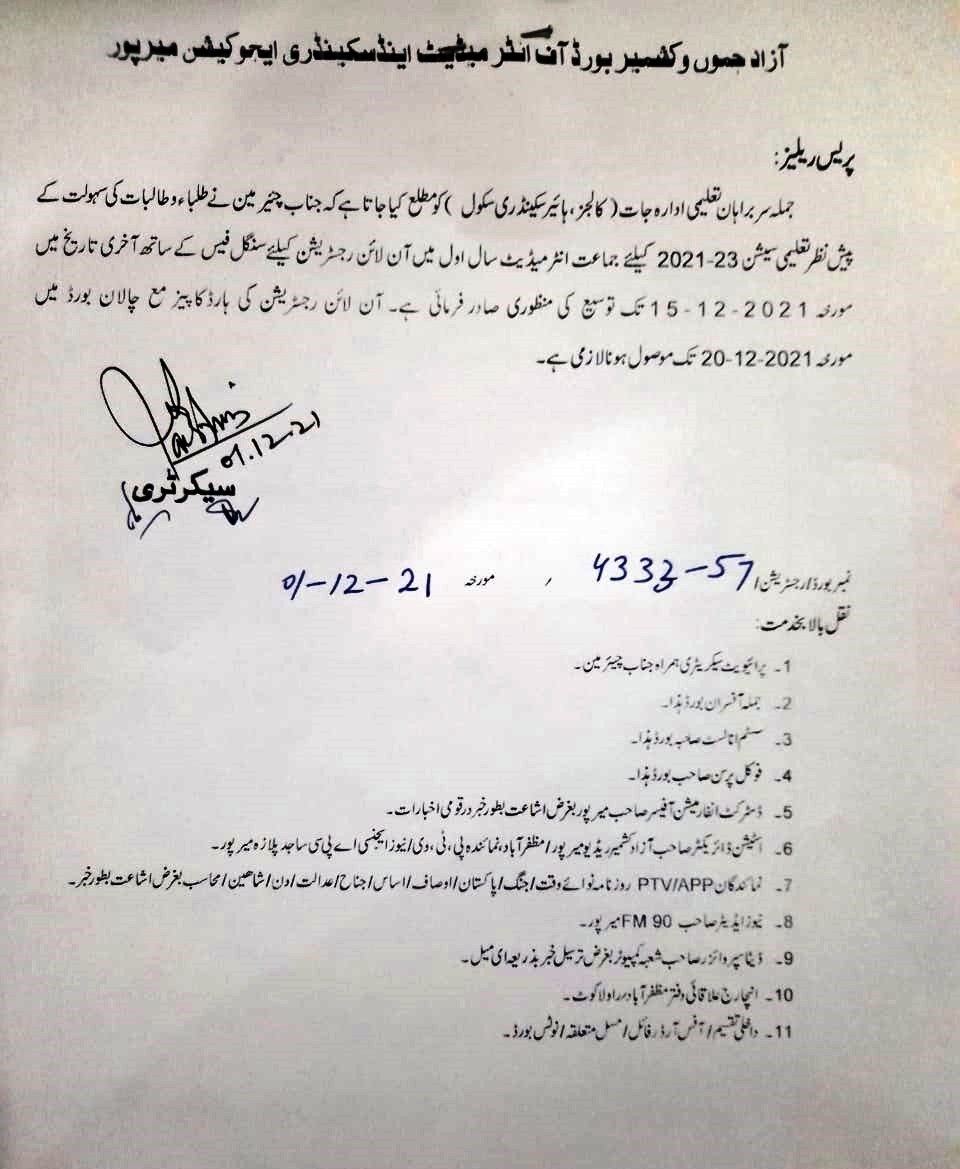 آزاد جموں و کشمیر بورڈ آف انٹرمیڈیٹ اینڈ سکینڈری ایجوکیشن میرپور
پریس ریلیز:
جملہ سربراہان تعلیمی ادارہ جات (کالجز، ہائیر سکینڈری سکول) کو مطلع کیا جاتا ہے کہ جناب چئیرمین نے طلباء و طالبات کی سہولت کے
پیش نظر تعلیمی سیشن 23-2021 کیلئے جماعت انٹرمیڈیٹ سال اول میں آن لائن رجسٹریشن کیلئے سنگل فیس کے ساتھ آخری تاریخ میں
مورخہ 15-12-2021 تک توسیع کی منظوری صادر فرمائی ہے۔ آن لائن رجسٹریشن کی ہارڈ کاپیز مع چالان بورڈ میں
مورخہ 20-12-2021 تک موصول ہونا لازمی ہے۔
01.12.21
سیکرٹری
نمبر بورڈ/رجسٹریشن/ 4333-57 ، مورخہ 01-12-21
نقل بالا بخدمت:
1۔ پرائیویٹ سیکریٹری ہمراہ جناب چیئرمین۔
2۔ جملہ آفسران بورڈ ہذا۔
3۔ سسٹم انالسٹ صاحبہ بورڈ ہذا۔
4۔ فوکل پرسن صاحب بورڈ ہذا۔
5۔ ڈسٹرکٹ انفارمیشن آفیسر صاحب میرپور بغرض اشاعت بطور خبر در قومی اخبارات۔
6۔ اسٹیشن ڈائریکٹر صاحب آزاد کشمیر ریڈیو میرپور/مظفرآباد، نمائندہ پی، ٹی، وی/نیوز ایجنسی اے پی سی ساجد پلازہ میرپور۔
7۔ نمائندگان PTV/APP روزنامہ نوائے وقت/جنگ/پاکستان/اوصاف/اساس/جناح/عدالت/دن/شاھین/محاسب بغرض اشاعت بطور خبر۔
8۔ نیوز ایڈیٹر صاحب FM 90 میرپور۔
9۔ ڈیٹا سپروائزر صاحب شعبہ کمپیوٹر بغرض ترسیل خبر بذریعہ ای میل۔
10۔ انچارج علاقائی دفتر مظفرآباد/راولاکوٹ۔
11۔ داخلی تقسیم/آفس آرڈر فائل/مسل متعلقہ/نوٹس بورڈ۔